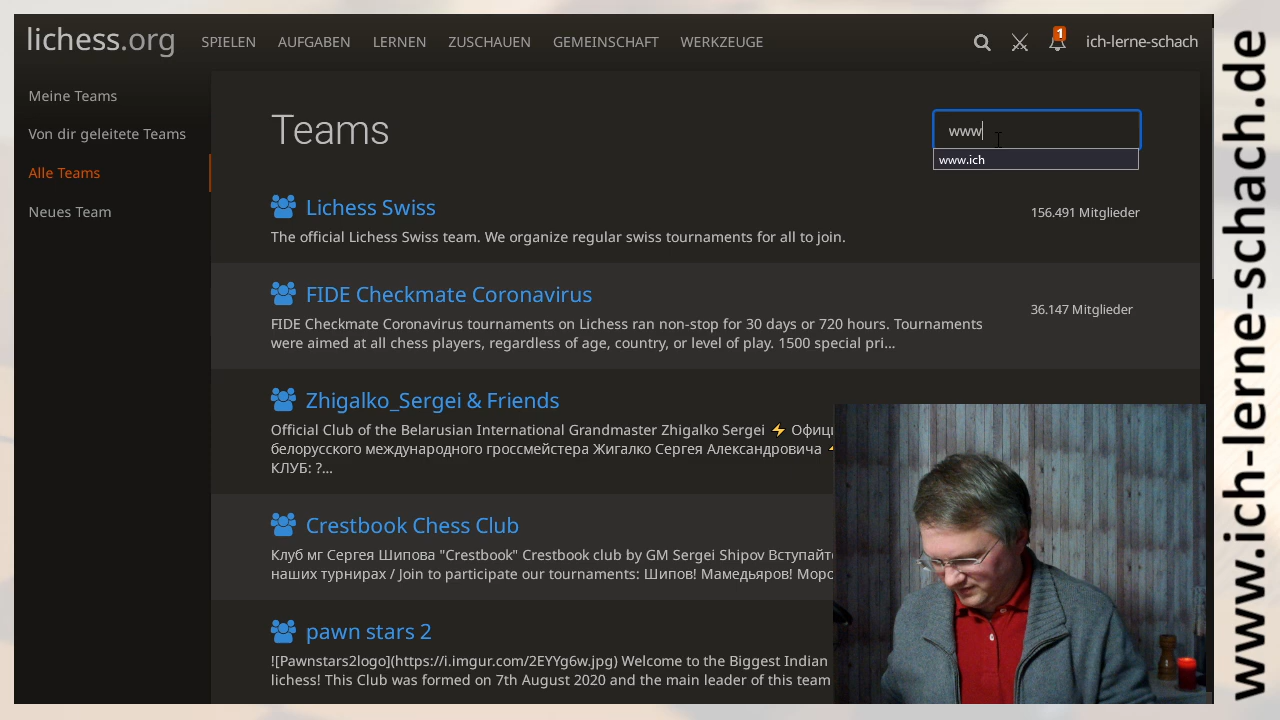 lichess.org
SPIELEN AUFGABEN LERNEN ZUSCHAUEN GEMEINSCHAFT WERKZEUGE
1
ich-lerne-schach
Meine Teams
Von dir geleitete Teams
Alle Teams
Neues Team
Teams
www
www.ich
Lichess Swiss
156.491 Mitglieder
The official Lichess Swiss team. We organize regular swiss tournaments for all to join.
FIDE Checkmate Coronavirus
36.147 Mitglieder
FIDE Checkmate Coronavirus tournaments on Lichess ran non-stop for 30 days or 720 hours. Tournaments
were aimed at all chess players, regardless of age, country, or level of play. 1500 special pri...
Zhigalko_Sergei & Friends
Official Club of the Belarusian International Grandmaster Zhigalko Sergei ⚡ Офици
белорусского международного гроссмейстера Жигалко Сергея Александровича
КЛУБ: ?...
Crestbook Chess Club
Клуб мг Сергея Шипова "Crestbook" Crestbook club by GM Sergei Shipov Вступайте
наших турнирах / Join to participate our tournaments: Шипов! Мамедьяров! Моро
pawn stars 2
![Pawnstars2logo](https://i.imgur.com/2EYYg6w.jpg) Welcome to the Biggest Indian
lichess! This Club was formed on 7th August 2020 and the main leader of this team
www.ich-lerne-schach.de